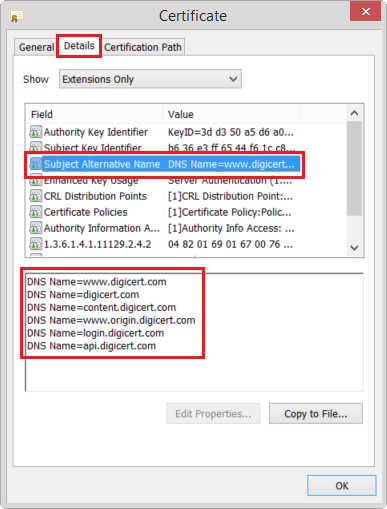 Certificate
General Details Certification Path
Show Extensions Only
Field Value
Authority Key Identifier KeyID=3d d3 50 a5 d6 a0...
Subject Key Identifier b6 36 e3 ff 65 44 f6 1c c8...
Subject Alternative Name DNS Name=www.digicert...
Enhanced Key Usage Server Authentication (1....
CRL Distribution Points [1]CRL Distribution Point:...
Certificate Policies [1]Certificate Policy:Polic...
Authority Information A... [1]Authority Info Access: ...
1.3.6.1.4.1.11129.2.4.2 04 82 01 69 01 67 00 76 ...
DNS Name=www.digicert.com
DNS Name=digicert.com
DNS Name=content.digicert.com
DNS Name=www.origin.digicert.com
DNS Name=login.digicert.com
DNS Name=api.digicert.com
Edit Properties... Copy to File...
OK